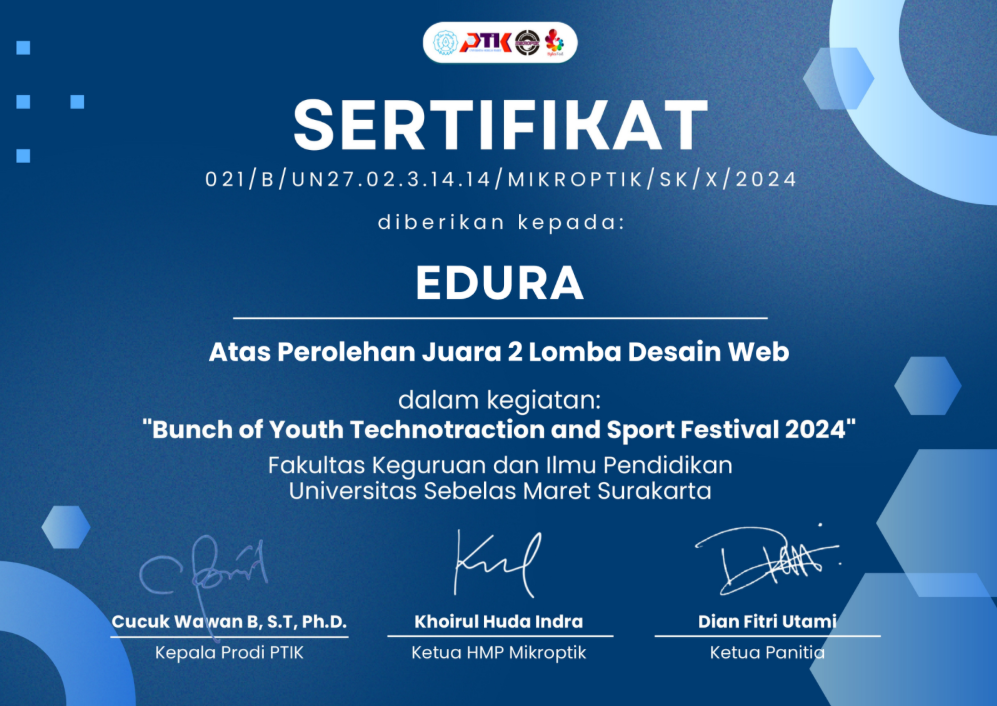 PTIK
SERTIFIKAT
021/B/UN27.02.3.14.14/MIKROPTIK/SK/X/2024
diberikan kepada:
EDURA
Atas Perolehan Juara 2 Lomba Desain Web
dalam kegiatan:
"Bunch of Youth Technotraction and Sport Festival 2024"
Fakultas Keguruan dan Ilmu Pendidikan
Universitas Sebelas Maret Surakarta
Cucuk Wawan B, S.T, Ph.D.
Kepala Prodi PTIK
Khoirul Huda Indra
Ketua HMP Mikroptik
Dian Fitri Utami
Ketua Panitia